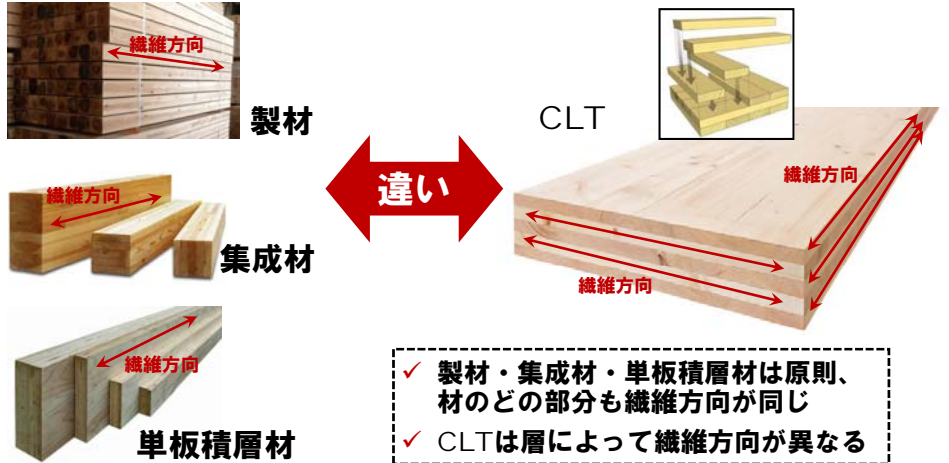 繊維方向
製材
繊維方向
集成材
繊維方向
単板積層材
違い
CLT
繊維方向
繊維方向
✓ 製材・集成材・単板積層材は原則、
材のどの部分も繊維方向が同じ
✓ CLTは層によって繊維方向が異なる